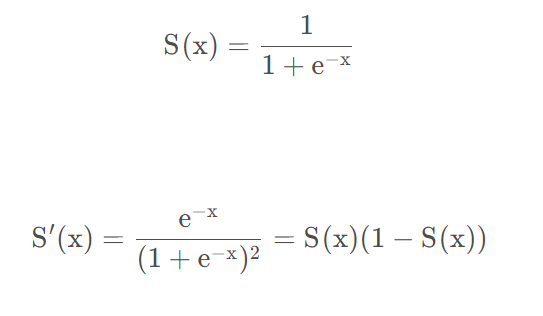 S(x) = 1 / (1 + e^{-x})
S′(x) = e^{-x} / (1 + e^{-x})^2 = S(x)(1 − S(x))